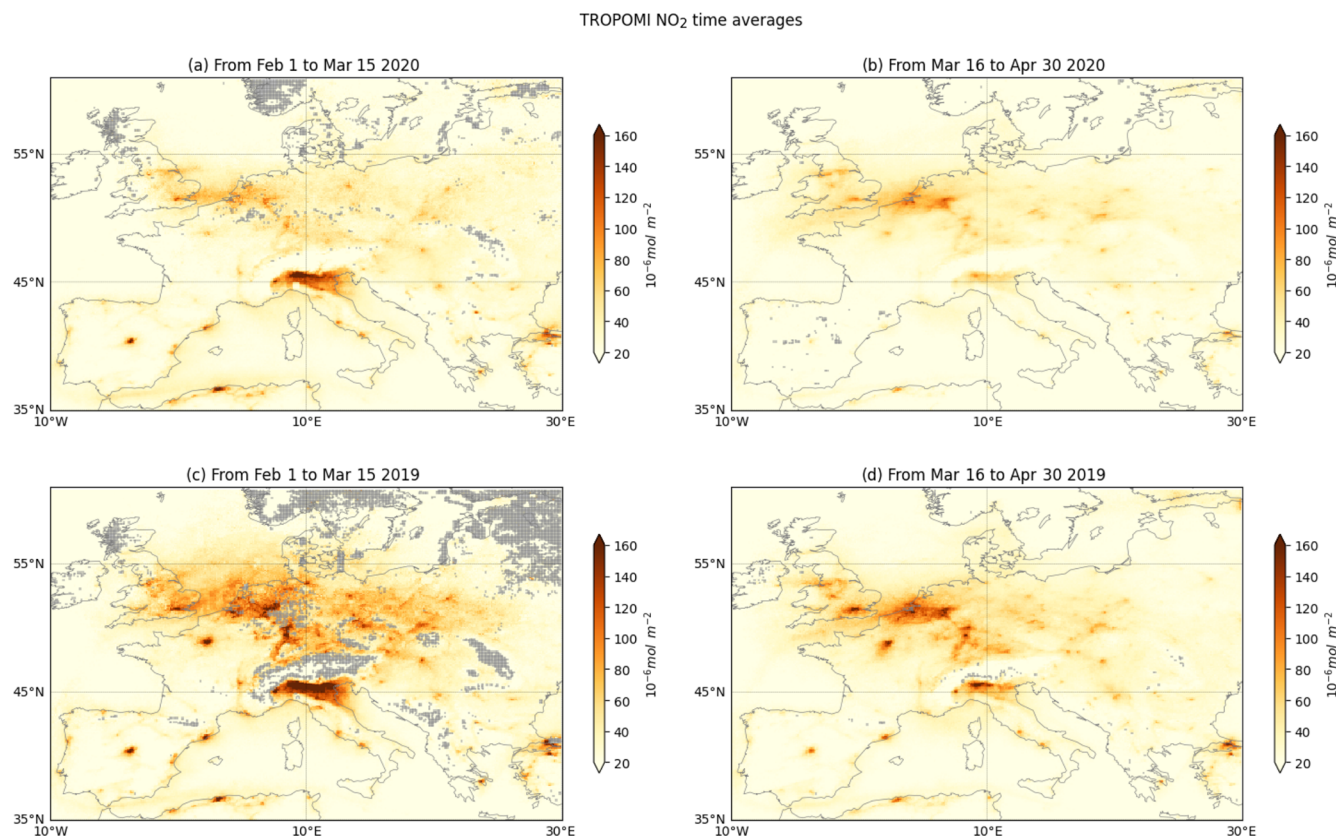 TROPOMI NO2 time averages
(a) From Feb 1 to Mar 15 2020
(b) From Mar 16 to Apr 30 2020
55°N
45°N
35°N
10°W
10°E
30°E
160
140
120
100
80
60
40
20
10−6mol m−2
55°N
45°N
35°N
10°W
10°E
30°E
160
140
120
100
80
60
40
20
10−6mol m−2
(c) From Feb 1 to Mar 15 2019
(d) From Mar 16 to Apr 30 2019
55°N
45°N
35°N
10°W
10°E
30°E
160
140
120
100
80
60
40
20
10−6mol m−2
55°N
45°N
35°N
10°W
10°E
30°E
160
140
120
100
80
60
40
20
10−6mol m−2